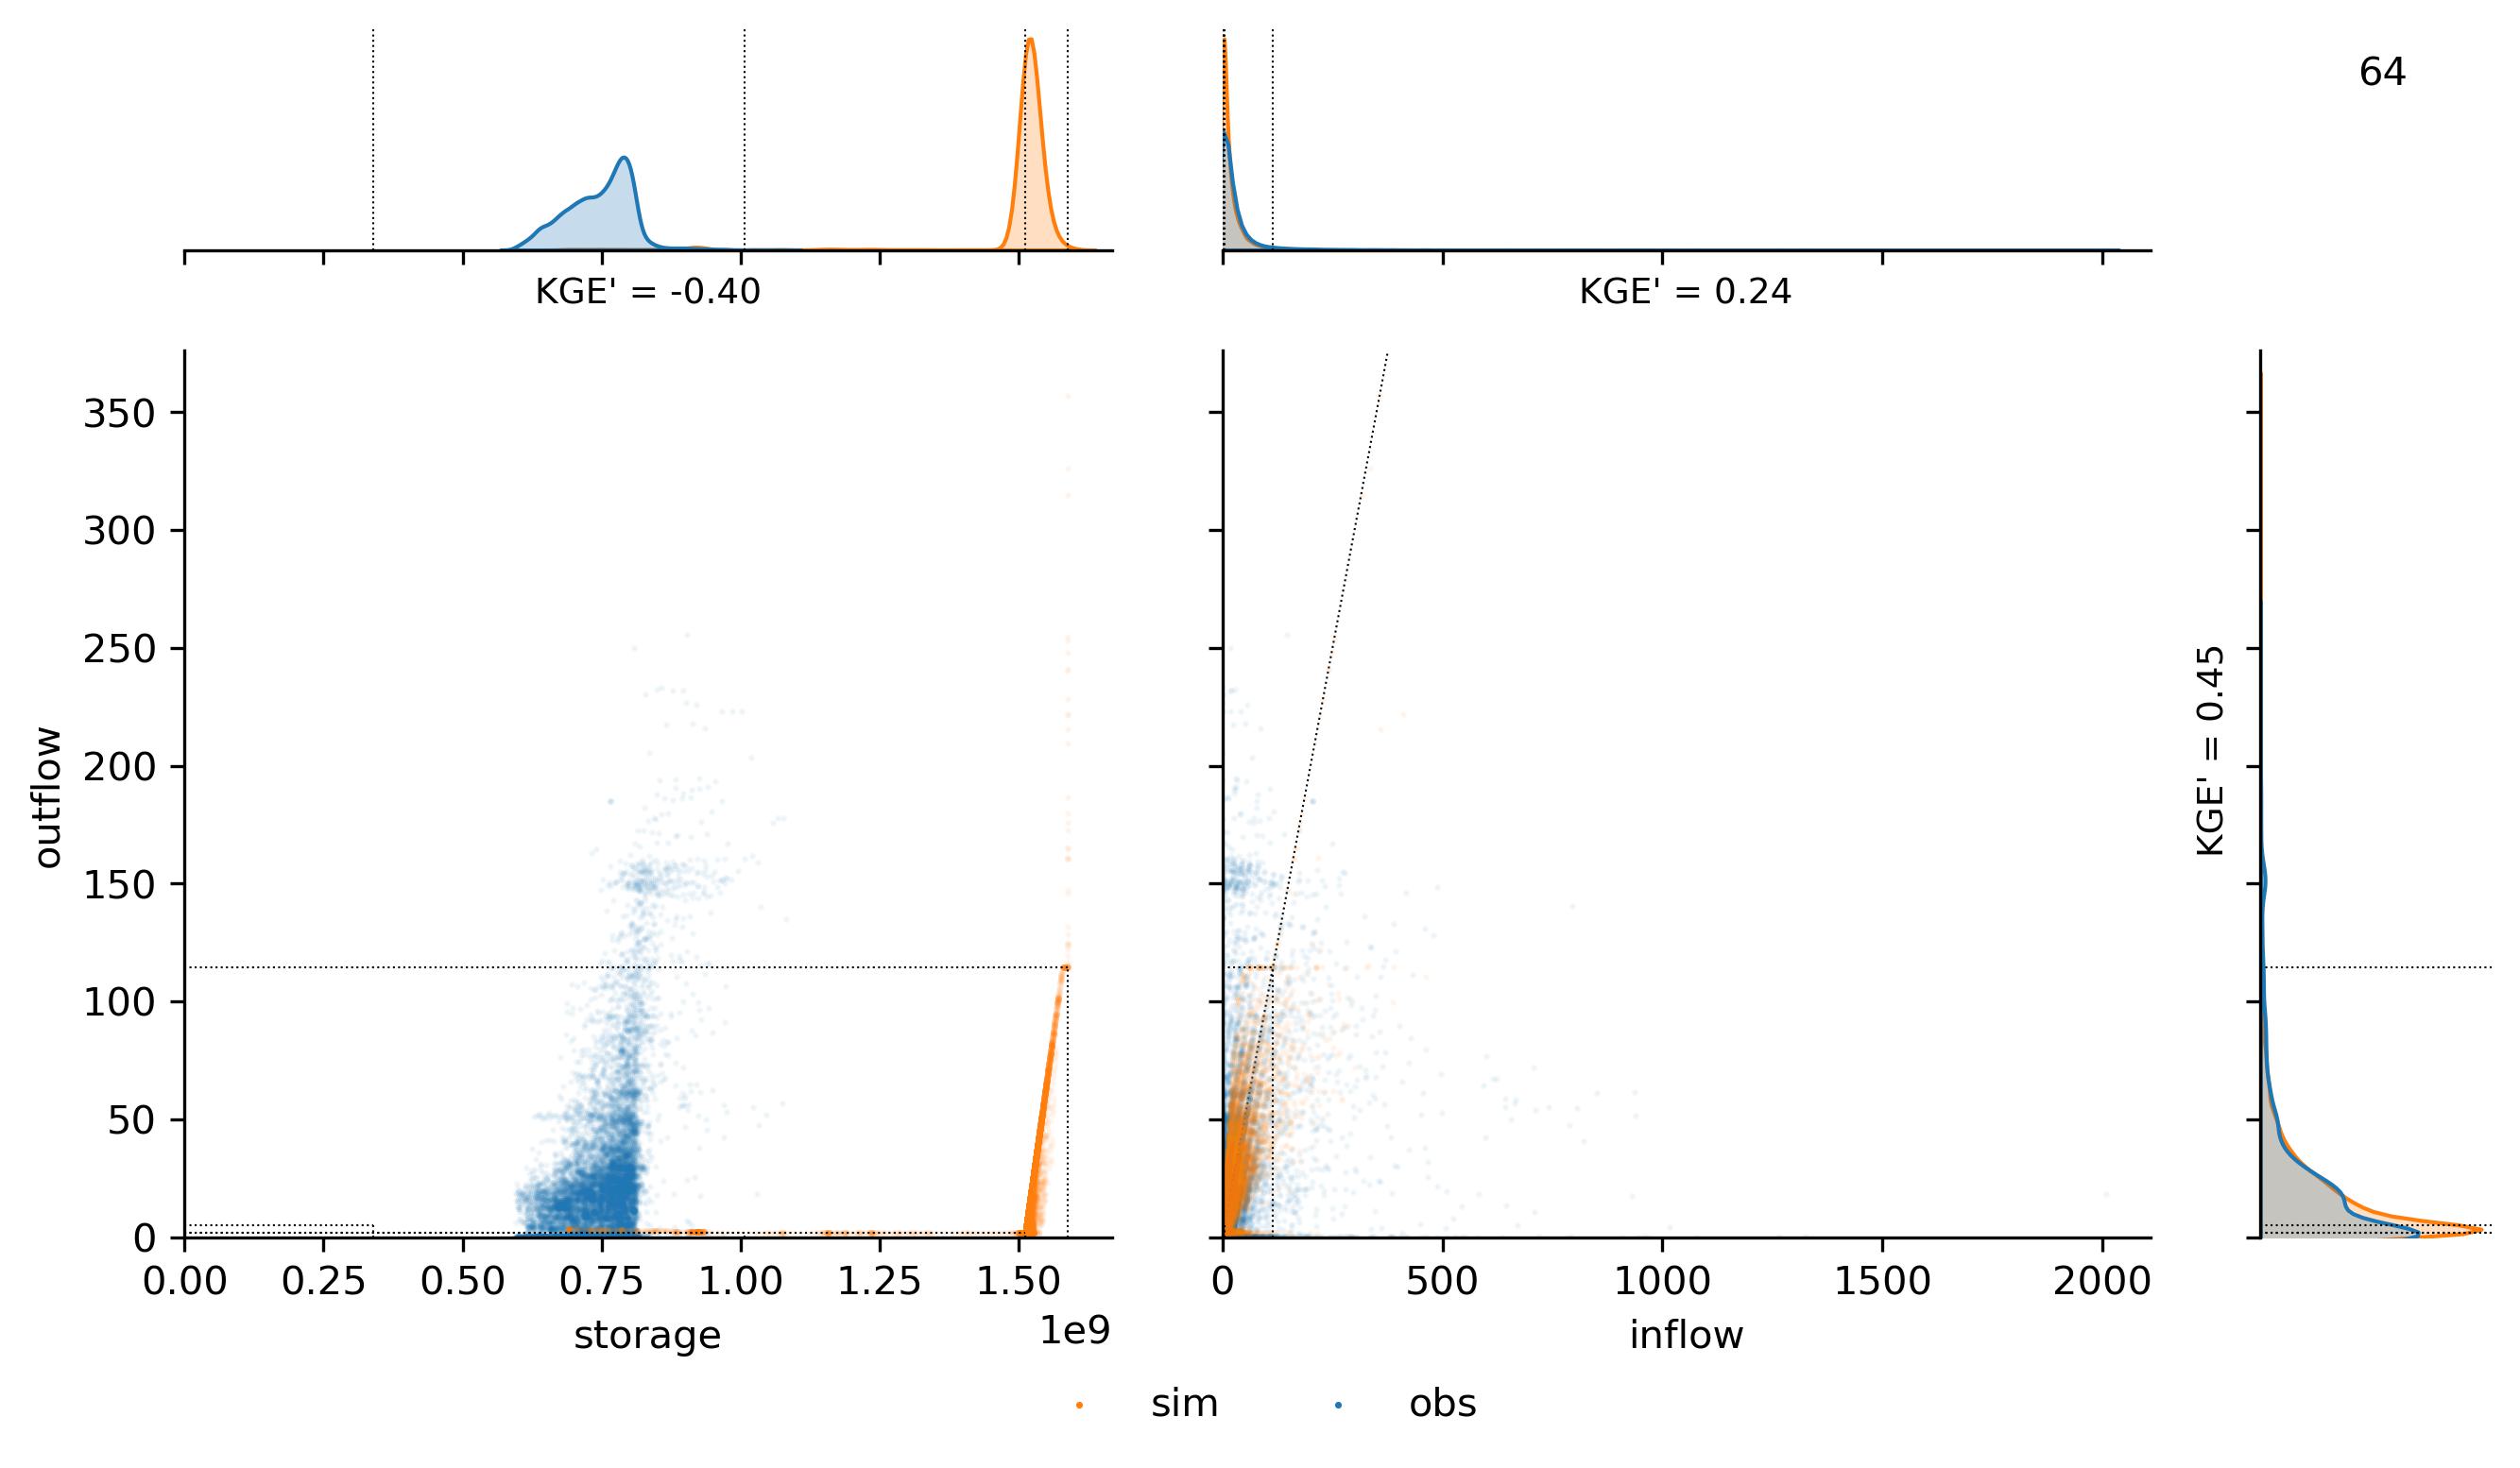 64
KGE' = -0.40
KGE' = 0.24
350
300
250
200
150
100
50
0
outflow
KGE' = 0.45
0.00 0.25 0.50 0.75 1.00 1.25 1.50
1e9
storage
0 500 1000 1500 2000
inflow
sim obs